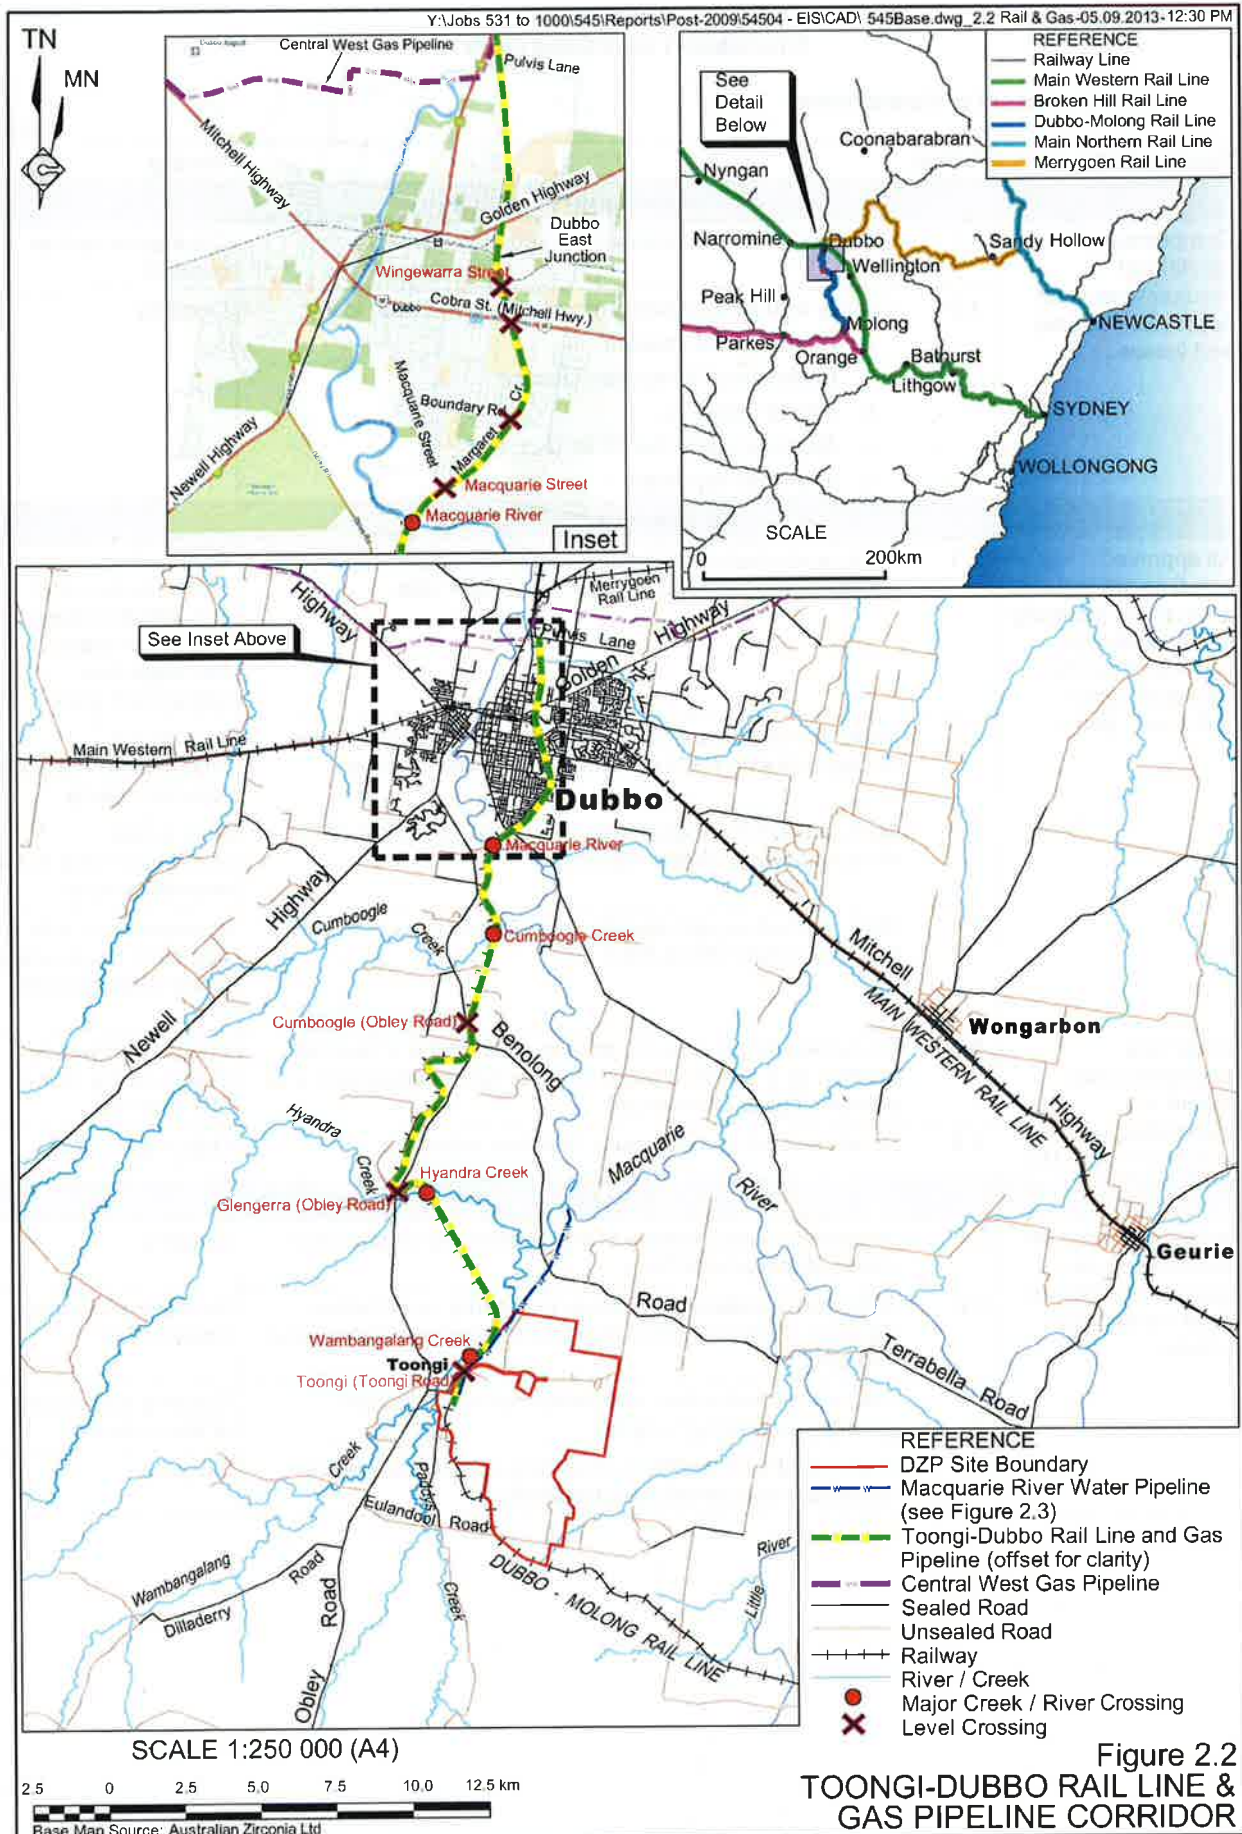 Y:\Jobs 531 to 1000\545\Reports\Post-2009\54504 - EIS\CAD\ 545Base.dwg_2.2 Rail & Gas-05.09.2013-12:30 PM
TN
MN
Central West Gas Pipeline
Purvis Lane
Mitchell Highway
Golden Highway
Dubbo
East
Junction
Wingewarra Street
Cobra St. (Mitchell Hwy.)
Dubbo
Macquarie Street
Boundary Rd
Margaret Cr.
Newell Highway
Macquarie Street
Macquarie River
Inset
See
Detail
Below
REFERENCE
Railway Line
Main Western Rail Line
Broken Hill Rail Line
Dubbo-Molong Rail Line
Main Northern Rail Line
Merrygoen Rail Line
Coonabarabran
Nyngan
Narromine
Dubbo
Sandy Hollow
Wellington
Peak Hill
Molong
NEWCASTLE
Parkes
Orange
Bathurst
Lithgow
SYDNEY
WOLLONGONG
SCALE
0
200km
Highway
Merrygoen
Rail Line
See Inset Above
Purvis Lane
Golden Highway
Main Western Rail Line
Dubbo
Macquarie River
Highway
Cumboogle
Creek
Cumboogle Creek
Mitchell
MAIN WESTERN RAIL LINE
Wongarbon
Newell
Cumboogle (Obley Road)
Benolong
Highway
Hyandra
Creek
Macquarie
River
Hyandra Creek
Glengerra (Obley Road)
Geurie
Road
Wambangalang Creek
Toongi
Toongi (Toongi Road)
Terrabella Road
Creek
Paddys
Eulandool Road
DUBBO - MOLONG RAIL LINE
River
Little
Wambangalang
Road
Dilladerry
Road
Creek
Obley
REFERENCE
DZP Site Boundary
Macquarie River Water Pipeline
(see Figure 2.3)
Toongi-Dubbo Rail Line and Gas
Pipeline (offset for clarity)
Central West Gas Pipeline
Sealed Road
Unsealed Road
Railway
River / Creek
Major Creek / River Crossing
Level Crossing
SCALE 1:250 000 (A4)
2.5 0 2.5 5.0 7.5 10.0 12.5 km
Base Map Source: Australian Zirconia Ltd
Figure 2.2
TOONGI-DUBBO RAIL LINE &
GAS PIPELINE CORRIDOR